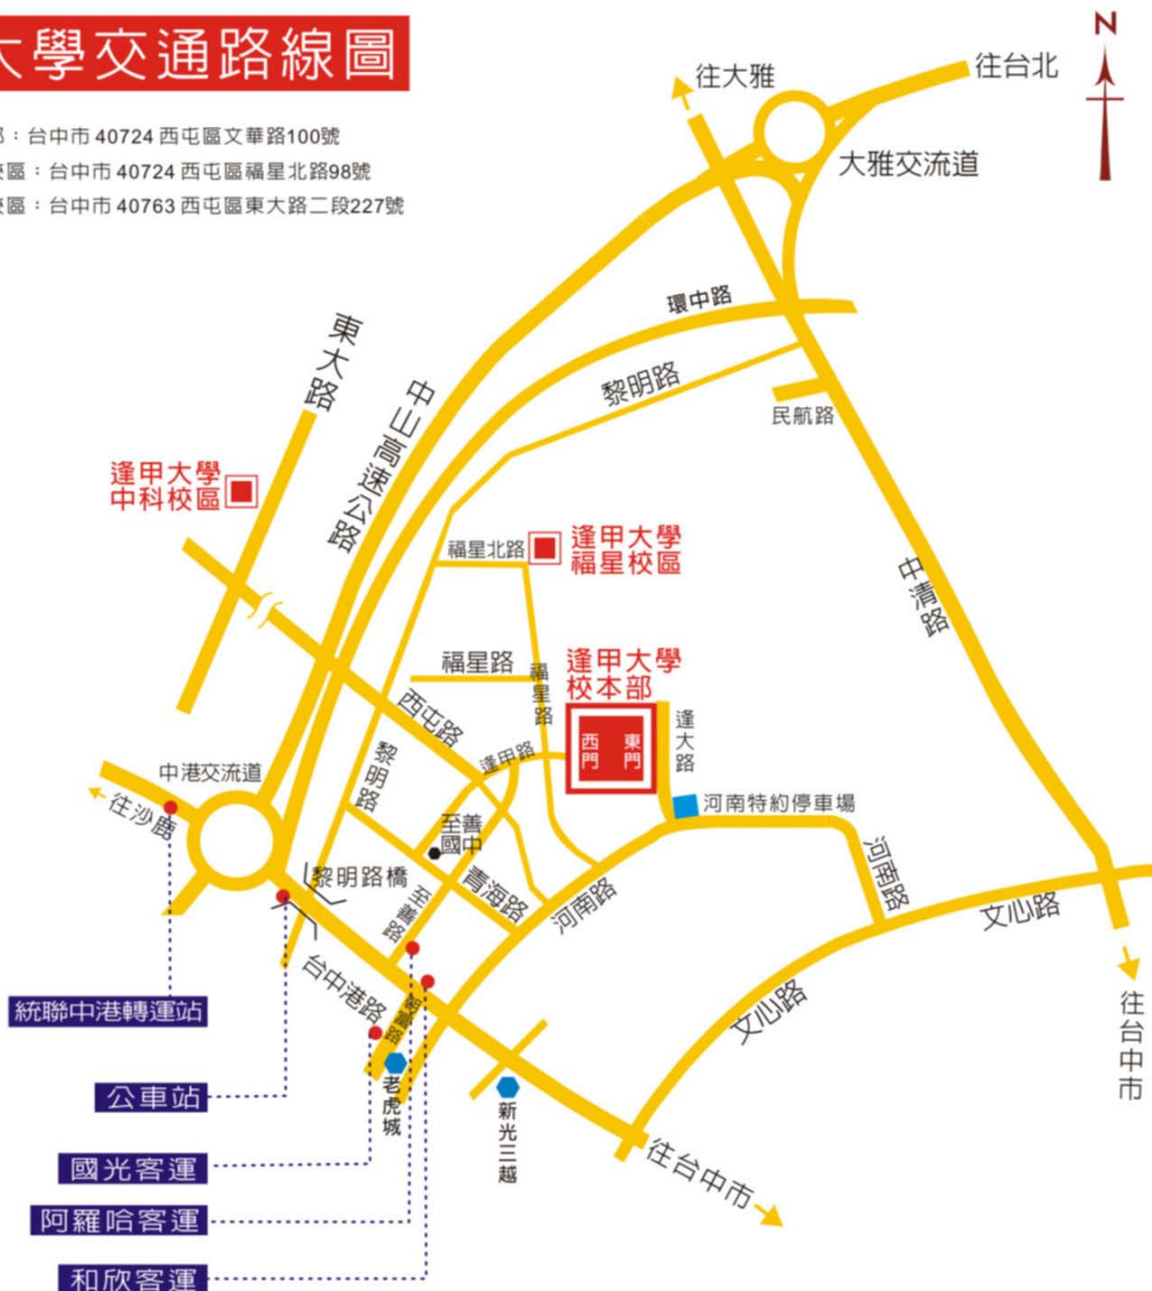 大學交通路線圖
部：台中市 40724 西屯區文華路100號
校區：台中市 40724 西屯區福星北路98號
校區：台中市 40763 西屯區東大路二段227號
N
往大雅
往台北
大雅交流道
環中路
東大路
中山高速公路
黎明路
民航路
逢甲大學
中科校區
福星北路
逢甲大學
福星校區
中清路
福星路
福星路
逢甲大學
校本部
西門
東門
逢大路
西屯路
逢甲路
黎明路
中港交流道
往沙鹿
河南特約停車場
至善
國中
河南路
黎明路橋
至善路
青海路
河南路
文心路
台中港路
朝富路
文心路
往台中市
統聯中港轉運站
公車站
老虎城
新光三越
往台中市
國光客運
阿羅哈客運
和欣客運